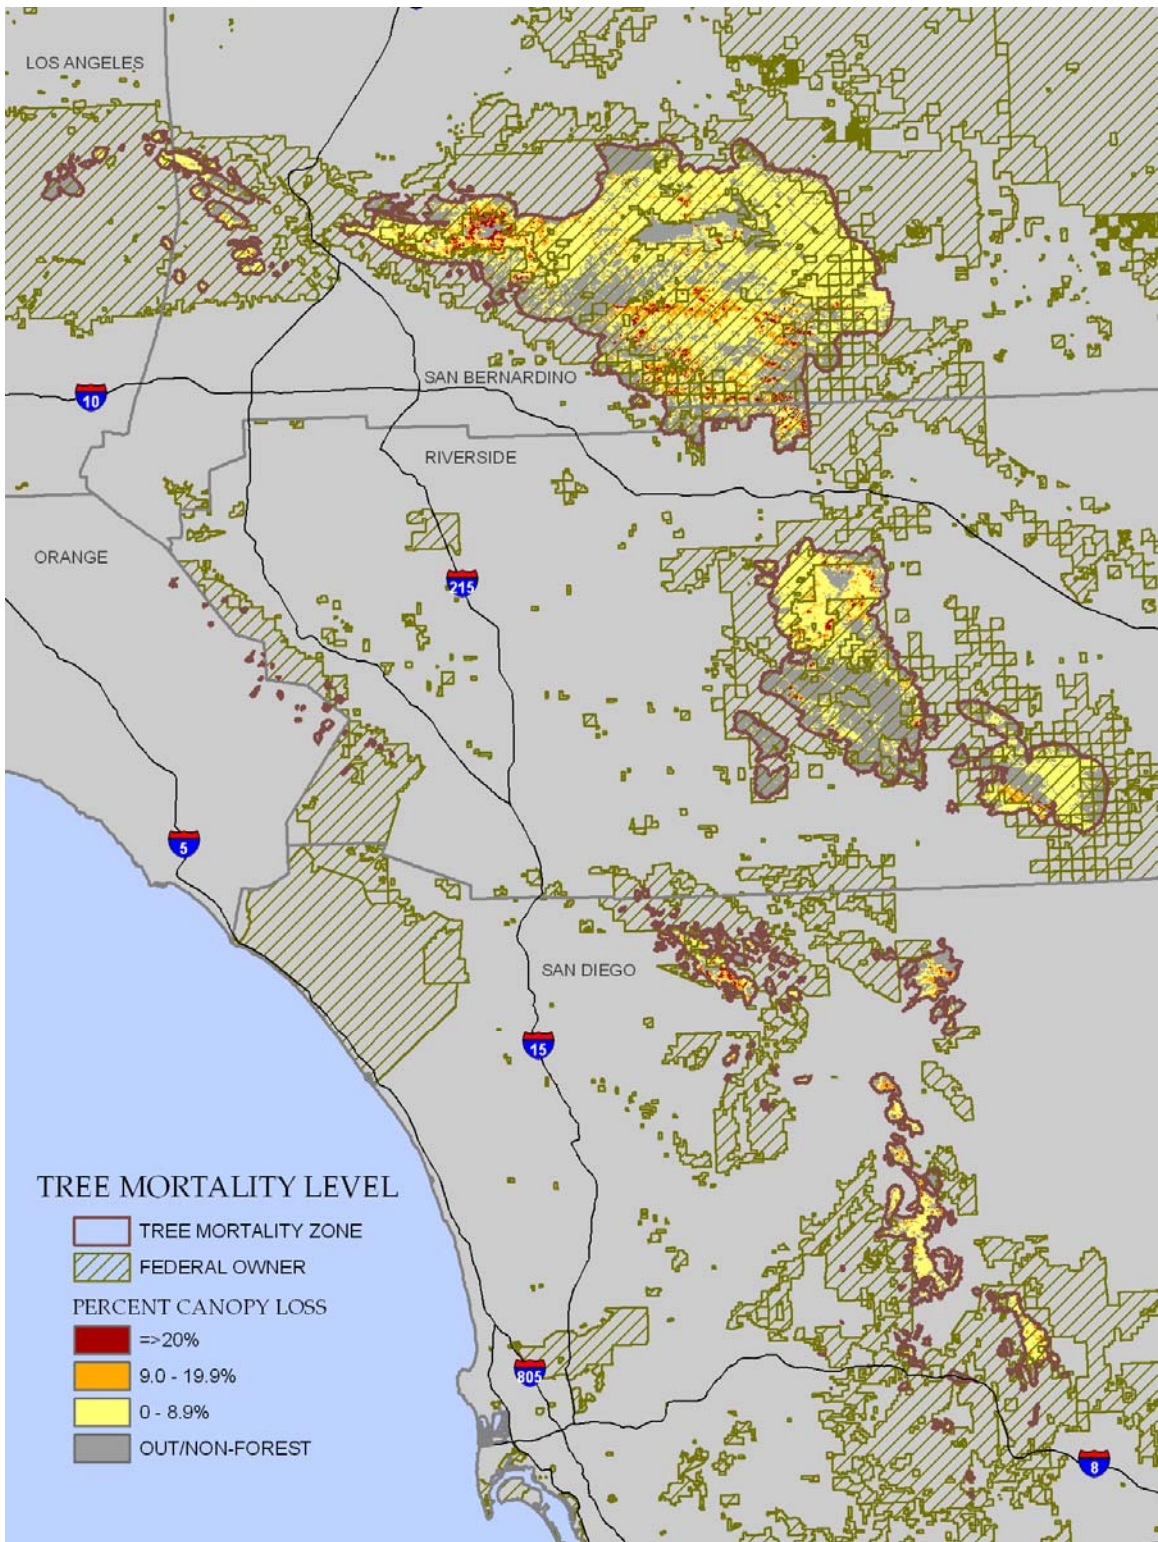 LOS ANGELES
SAN BERNARDINO
10
RIVERSIDE
ORANGE
215
5
SAN DIEGO
15
TREE MORTALITY LEVEL
TREE MORTALITY ZONE
FEDERAL OWNER
PERCENT CANOPY LOSS
=>20%
9.0 - 19.9%
0 - 8.9%
OUT/NON-FOREST
805
8